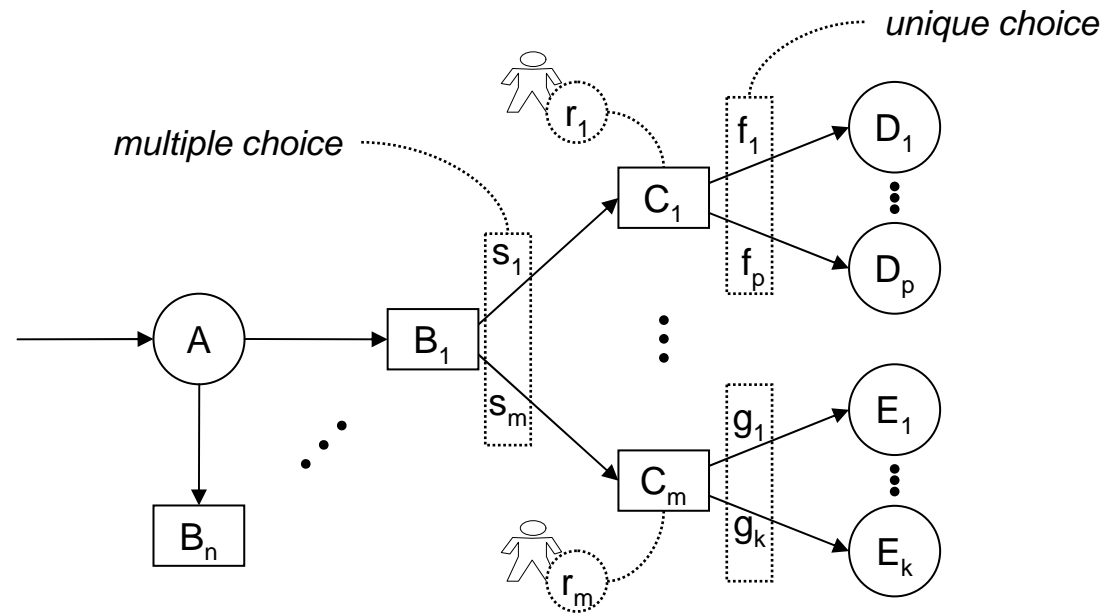 unique choice
r1
f1
D1
multiple choice
C1
s1
fp
Dp
A
B1
sm
g1
E1
Cm
Bn
gk
Ek
rm